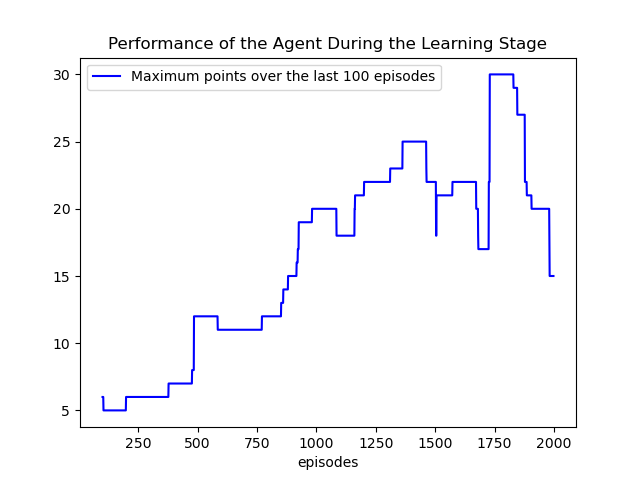 Performance of the Agent During the Learning Stage
Maximum points over the last 100 episodes
30
25
20
15
10
5
250 500 750 1000 1250 1500 1750 2000
episodes